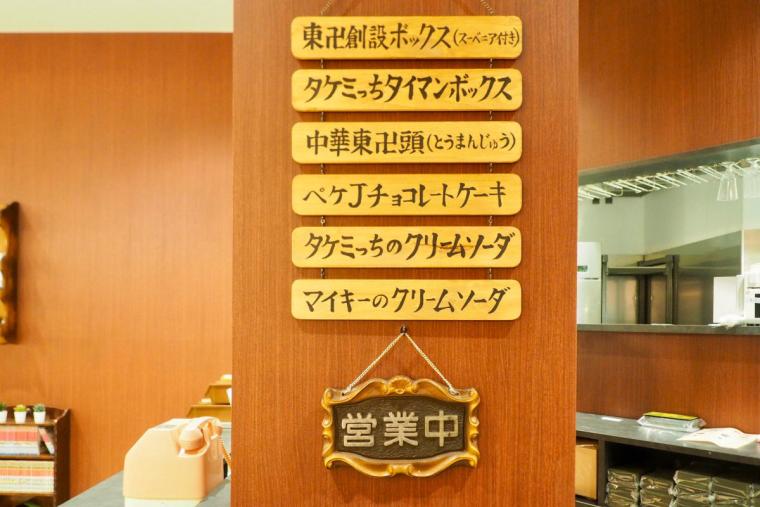 東卍創設ボックス(スーベニア付き)
タケミっちタイマンボックス
中華東卍頭(とうまんじゅう)
ペケJチョコレートケーキ
タケミっちのクリームソーダ
マイキーのクリームソーダ
営業中